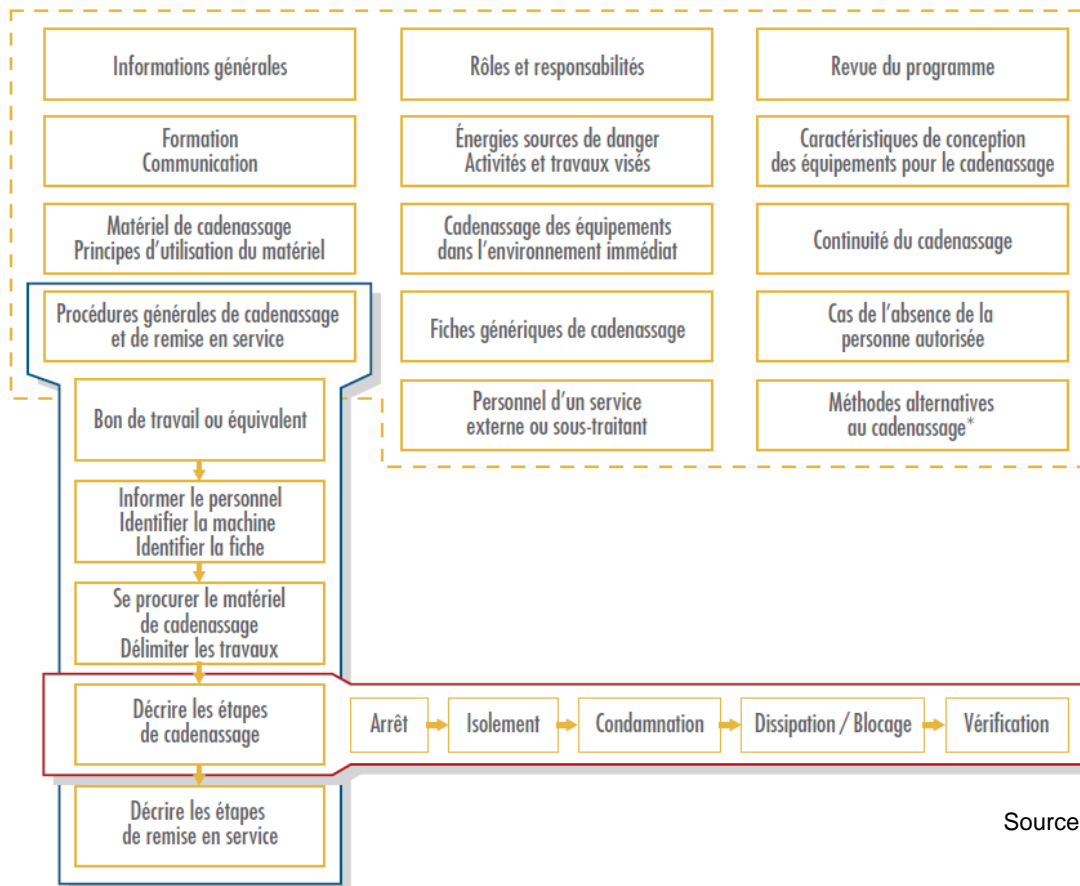 Informations générales
Rôles et responsabilités
Revue du programme
Formation
Communication
Énergies sources de danger
Activités et travaux visés
Caractéristiques de conception
des équipements pour le cadenassage
Matériel de cadenassage
Principes d'utilisation du matériel
Cadenassage des équipements
dans l'environnement immédiat
Continuité du cadenassage
Procédures générales de cadenassage
et de remise en service
Fiches génériques de cadenassage
Cas de l'absence de la
personne autorisée
Bon de travail ou équivalent
Personnel d'un service
externe ou sous-traitant
Méthodes alternatives
au cadenassage*
Informer le personnel
Identifier la machine
Identifier la fiche
Se procurer le matériel
de cadenassage
Délimiter les travaux
Décrire les étapes
de cadenassage
Arrêt
Isolement
Condamnation
Dissipation / Blocage
Vérification
Décrire les étapes
de remise en service
Source